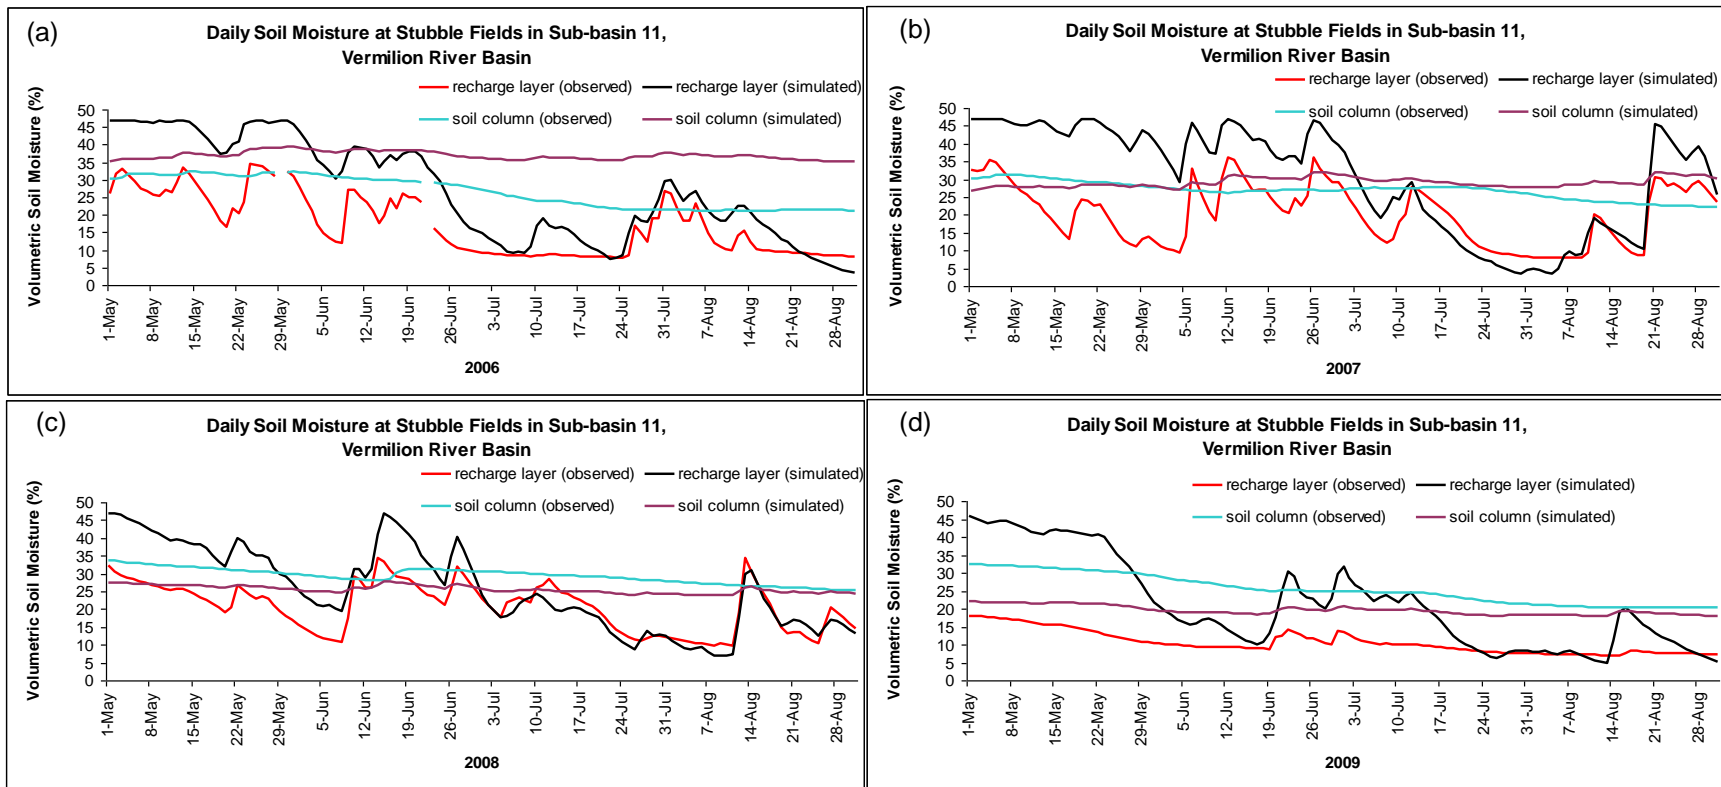 (a)
Daily Soil Moisture at Stubble Fields in Sub-basin 11,
Vermilion River Basin
recharge layer (observed)
recharge layer (simulated)
soil column (observed)
soil column (simulated)
Volumetric Soil Moisture (%)
50
45
40
35
30
25
20
15
10
5
0
1-May
8-May
15-May
22-May
29-May
5-Jun
12-Jun
19-Jun
26-Jun
3-Jul
10-Jul
17-Jul
24-Jul
31-Jul
7-Aug
14-Aug
21-Aug
28-Aug
2006
(b)
Daily Soil Moisture at Stubble Fields in Sub-basin 11,
Vermilion River Basin
recharge layer (observed)
recharge layer (simulated)
soil column (observed)
soil column (simulated)
Volumetric Soil Moisture (%)
50
45
40
35
30
25
20
15
10
5
0
1-May
8-May
15-May
22-May
29-May
5-Jun
12-Jun
19-Jun
26-Jun
3-Jul
10-Jul
17-Jul
24-Jul
31-Jul
7-Aug
14-Aug
21-Aug
28-Aug
2007
(c)
Daily Soil Moisture at Stubble Fields in Sub-basin 11,
Vermilion River Basin
recharge layer (observed)
recharge layer (simulated)
soil column (observed)
soil column (simulated)
Volumetric Soil Moisture (%)
50
45
40
35
30
25
20
15
10
5
0
1-May
8-May
15-May
22-May
29-May
5-Jun
12-Jun
19-Jun
26-Jun
3-Jul
10-Jul
17-Jul
24-Jul
31-Jul
7-Aug
14-Aug
21-Aug
28-Aug
2008
(d)
Daily Soil Moisture at Stubble Fields in Sub-basin 11,
Vermilion River Basin
recharge layer (observed)
recharge layer (simulated)
soil column (observed)
soil column (simulated)
Volumetric Soil Moisture (%)
50
45
40
35
30
25
20
15
10
5
0
1-May
8-May
15-May
22-May
29-May
5-Jun
12-Jun
19-Jun
26-Jun
3-Jul
10-Jul
17-Jul
24-Jul
31-Jul
7-Aug
14-Aug
21-Aug
28-Aug
2009